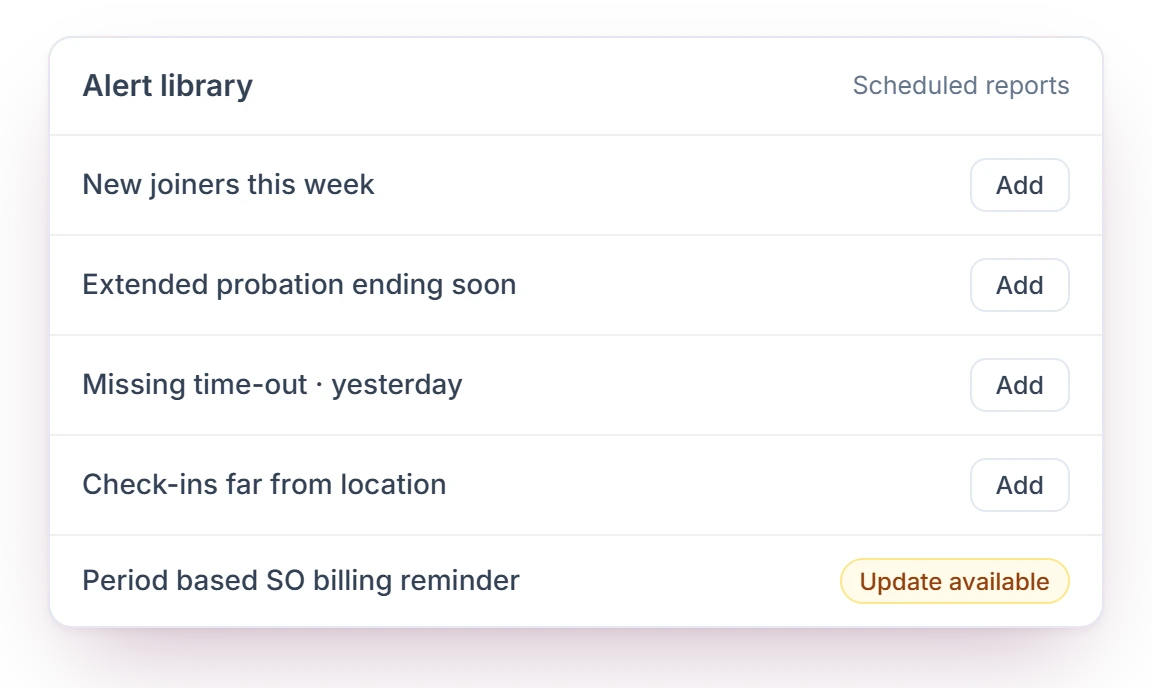 Alert library
Scheduled reports
New joiners this week
Add
Extended probation ending soon
Add
Missing time-out · yesterday
Add
Check-ins far from location
Add
Period based SO billing reminder
Update available